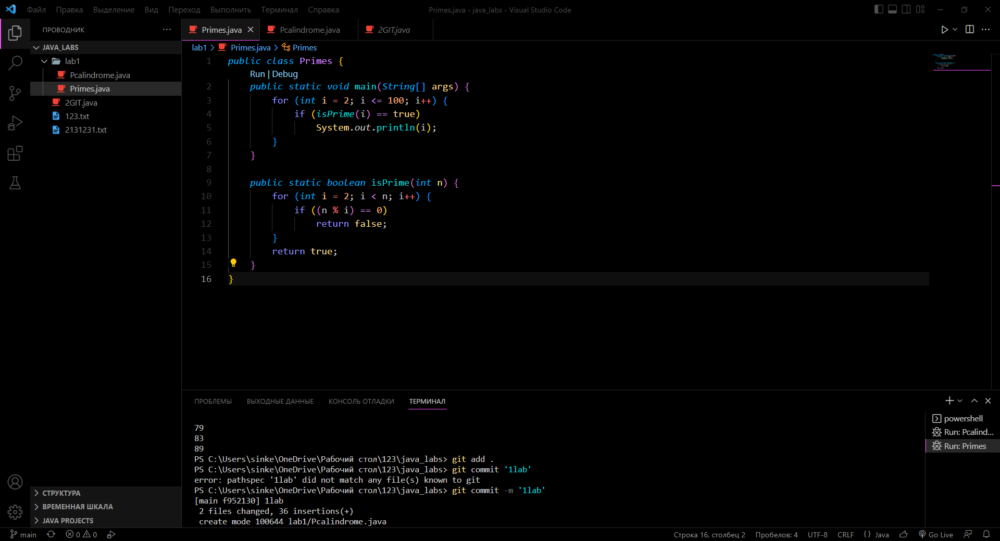 Файл Правка Выделение Вид Переход Выполнить Терминал Справка
Primes.java - java_labs - Visual Studio Code
ПРОВОДНИК
JAVA_LABS
lab1
Pcalindrome.java
Primes.java
2GIT.java
123.txt
2131231.txt
СТРУКТУРА
ВРЕМЕННАЯ ШКАЛА
JAVA PROJECTS
Primes.java Pcalindrome.java 2GIT.java
lab1 > Primes.java > Primes
1 public class Primes {
Run | Debug
2 public static void main(String[] args) {
3 for (int i = 2; i <= 100; i++) {
4 if (isPrime(i) == true)
5 System.out.println(i);
6 }
7 }
8
9 public static boolean isPrime(int n) {
10 for (int i = 2; i < n; i++) {
11 if ((n % i) == 0)
12 return false;
13 }
14 return true;
15 }
16 }
ПРОБЛЕМЫ ВЫХОДНЫЕ ДАННЫЕ КОНСОЛЬ ОТЛАДКИ ТЕРМИНАЛ
79
83
89
PS C:\Users\sinke\OneDrive\Рабочий стол\123\java_labs> git add .
PS C:\Users\sinke\OneDrive\Рабочий стол\123\java_labs> git commit '1lab'
error: pathspec '1lab' did not match any file(s) known to git
PS C:\Users\sinke\OneDrive\Рабочий стол\123\java_labs> git commit -m '1lab'
[main f952130] 1lab
2 files changed, 36 insertions(+)
create mode 100644 lab1/Pcalindrome.java
powershell
Run: Pcalind...
Run: Primes
main 0 0
Строка 16, столбец 2 Пробелов: 4 UTF-8 CRLF {} Java Go Live